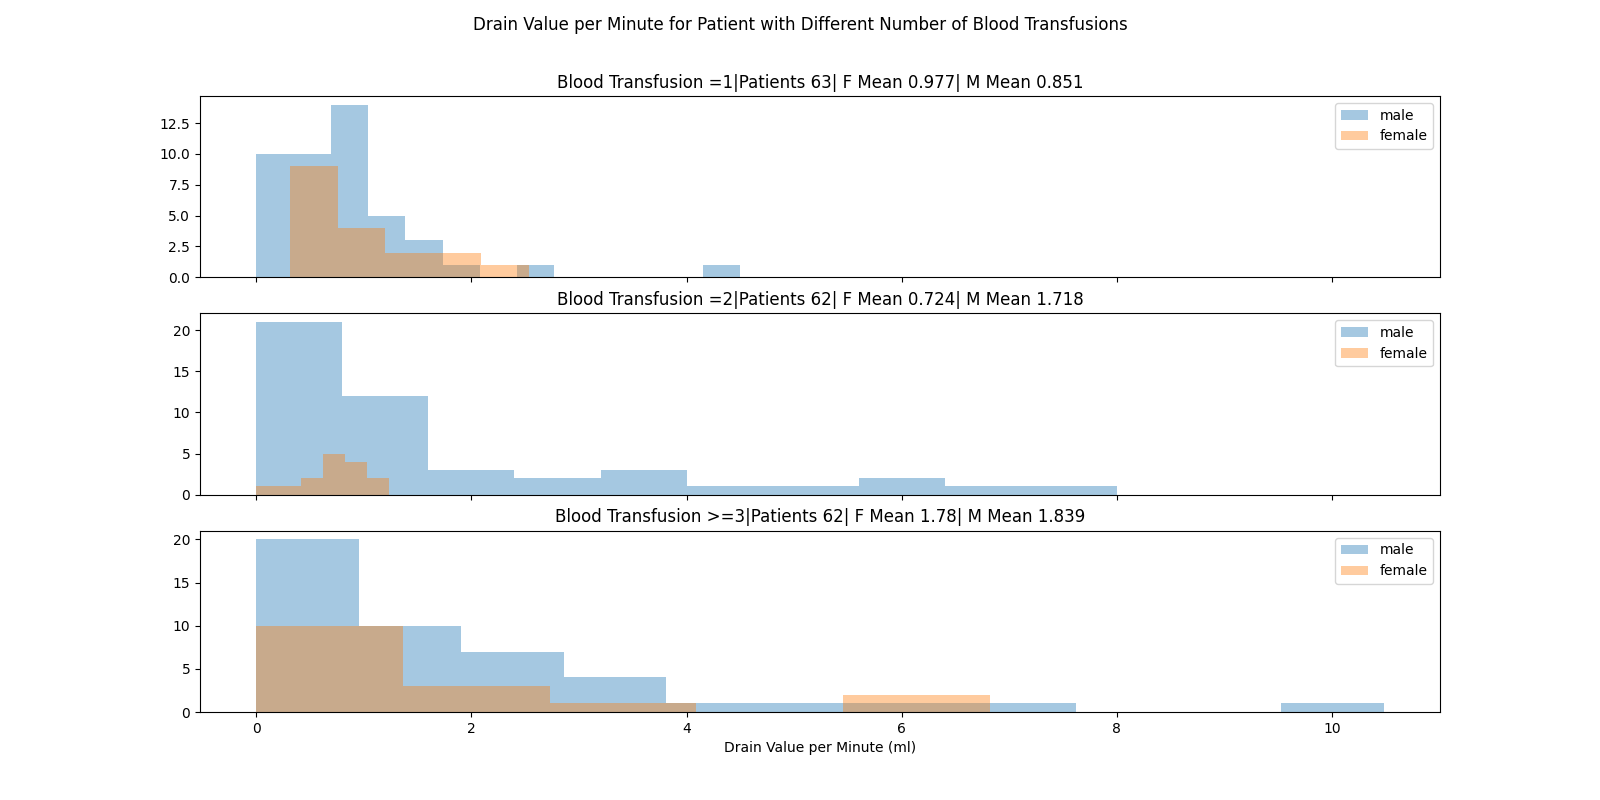 Drain Value per Minute for Patient with Different Number of Blood Transfusions
Blood Transfusion =1|Patients 63| F Mean 0.977| M Mean 0.851
12.5
10.0
7.5
5.0
2.5
0.0
male
female
Blood Transfusion =2|Patients 62| F Mean 0.724| M Mean 1.718
20
15
10
5
0
male
female
Blood Transfusion >=3|Patients 62| F Mean 1.78| M Mean 1.839
20
15
10
5
0
male
female
0 2 4 6 8 10
Drain Value per Minute (ml)